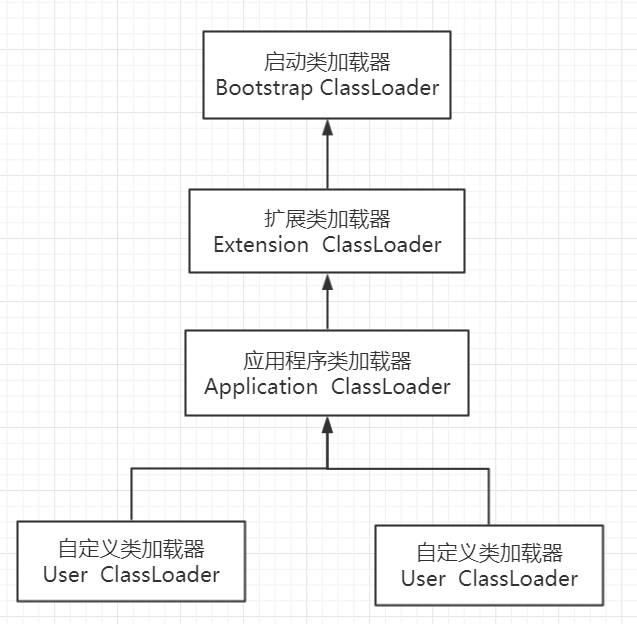 启动类加载器
Bootstrap ClassLoader
扩展类加载器
Extension  ClassLoader
应用程序类加载器
Application  ClassLoader
自定义类加载器
User  ClassLoader
自定义类加载器
User  ClassLoader